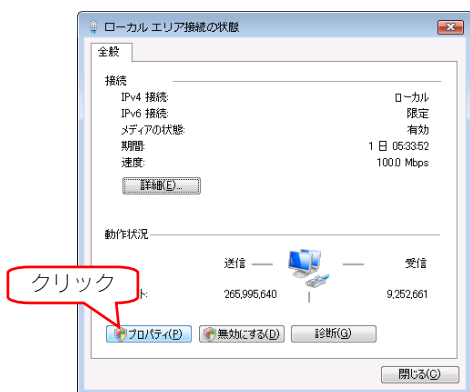 ローカル エリア接続の状態
全般
接続
IPv4 接続: ローカル
IPv6 接続: 限定
メディアの状態: 有効
期間: 1 日 05:33:52
速度: 100.0 Mbps
詳細(E)...
動作状況
送信 — — 受信
ト: 265,995,640 | 9,252,661
クリック
プロパティ(P) 無効にする(D) 診断(G)
閉じる(C)